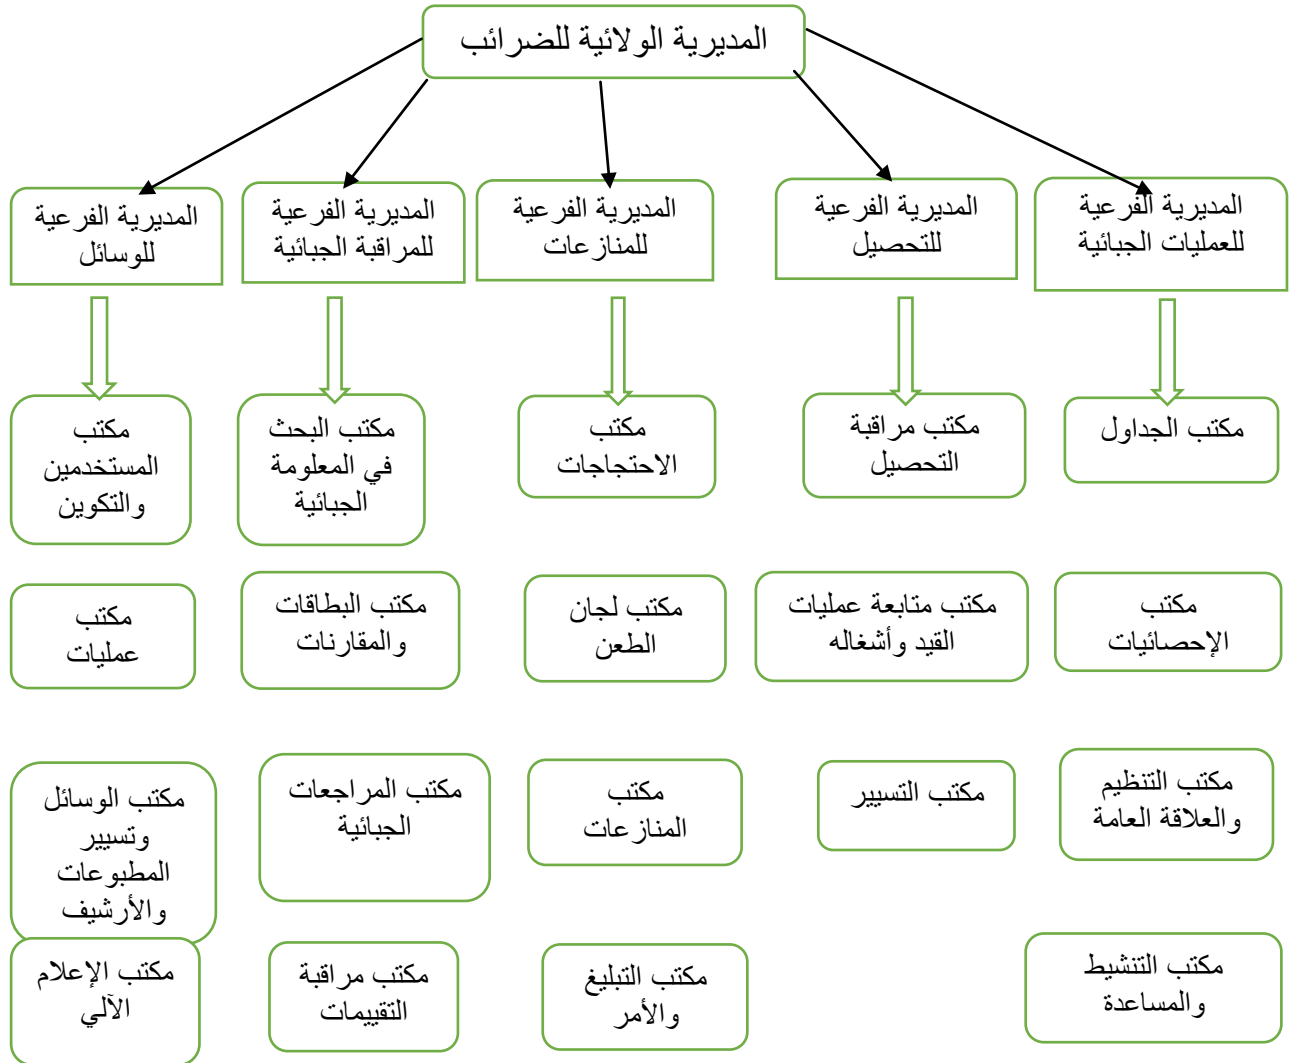 المديرية الولائية للضرائب
المديرية الفرعية
للعمليات الجبائية
المديرية الفرعية
للتحصيل
المديرية الفرعية
للمنازعات
المديرية الفرعية
للمراقبة الجبائية
المديرية الفرعية
للوسائل
مكتب الجداول
مكتب مراقبة
التحصيل
مكتب
الاحتجاجات
مكتب البحث
في المعلومة
الجبائية
مكتب
المستخدمين
والتكوين
مكتب
الإحصائيات
مكتب متابعة عمليات
القيد وأشغاله
مكتب لجان
الطعن
مكتب البطاقات
والمقارنات
مكتب
عمليات
مكتب التنظيم
والعلاقة العامة
مكتب التسيير
مكتب
المنازعات
مكتب المراجعات
الجبائية
مكتب الوسائل
وتسيير
المطبوعات
والأرشيف
مكتب التنشيط
والمساعدة
مكتب التبليغ
والأمر
مكتب مراقبة
التقييمات
مكتب الإعلام
الآلي